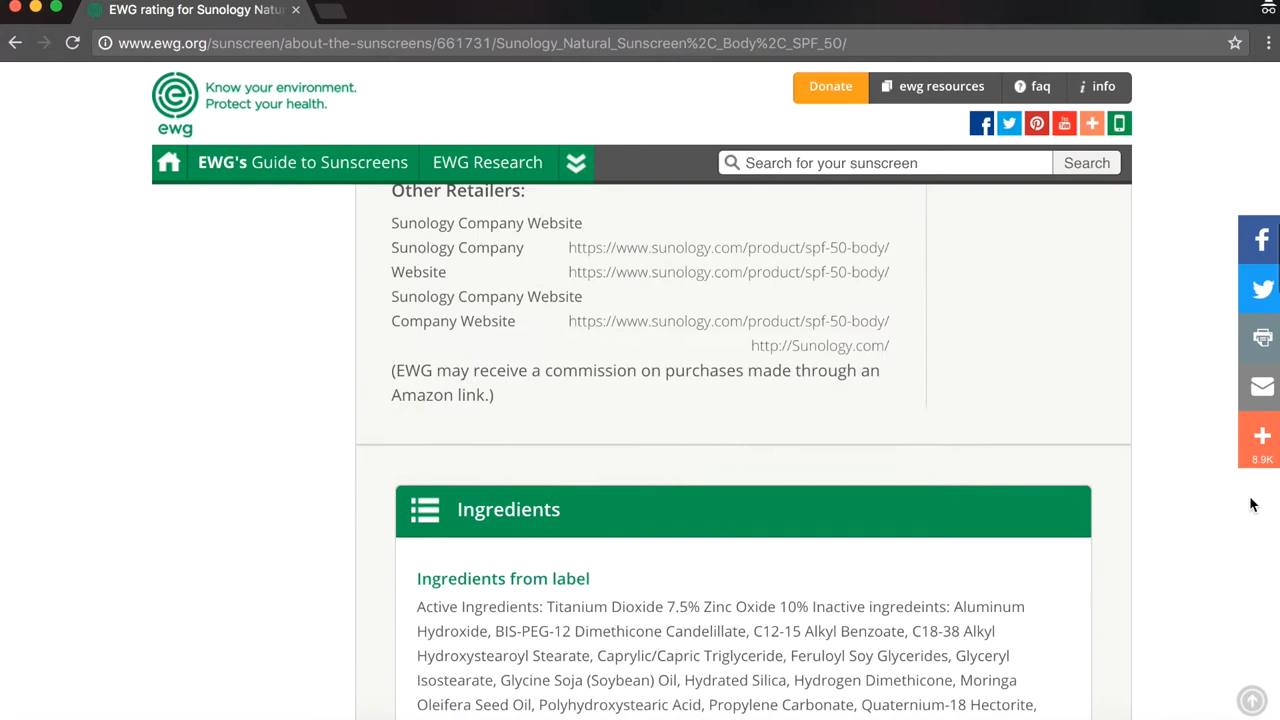 EWG rating for Sunology Natu
www.ewg.org/sunscreen/about-the-sunscreens/661731/Sunology_Natural_Sunscreen%2C_Body%2C_SPF_50/
Know your environment.
Protect your health.
ewg
Donate
ewg resources
faq
info
EWG's Guide to Sunscreens
EWG Research
Search for your sunscreen
Search
Other Retailers:
Sunology Company Website
Sunology Company https://www.sunology.com/product/spf-50-body/
Website https://www.sunology.com/product/spf-50-body/
Sunology Company Website
Company Website https://www.sunology.com/product/spf-50-body/
http://Sunology.com/
(EWG may receive a commission on purchases made through an
Amazon link.)
8.9K
Ingredients
Ingredients from label
Active Ingredients: Titanium Dioxide 7.5% Zinc Oxide 10% Inactive ingredeints: Aluminum
Hydroxide, BIS-PEG-12 Dimethicone Candelillate, C12-15 Alkyl Benzoate, C18-38 Alkyl
Hydroxystearoyl Stearate, Caprylic/Capric Triglyceride, Feruloyl Soy Glycerides, Glyceryl
Isostearate, Glycine Soja (Soybean) Oil, Hydrated Silica, Hydrogen Dimethicone, Moringa
Oleifera Seed Oil, Polyhydroxystearic Acid, Propylene Carbonate, Quaternium-18 Hectorite,